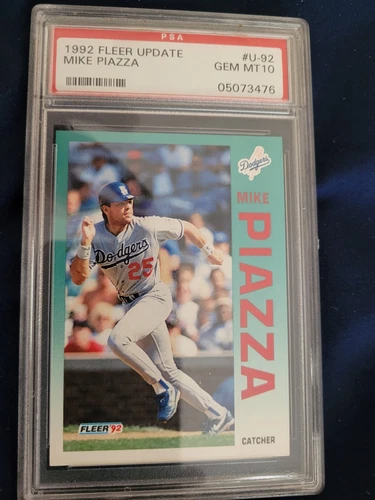 PSA
1992 FLEER UPDATE #U-92
MIKE PIAZZA GEM MT10
05073476
Dodgers
MIKE
PIAZZA
Dodgers
25
FLEER '92
CATCHER